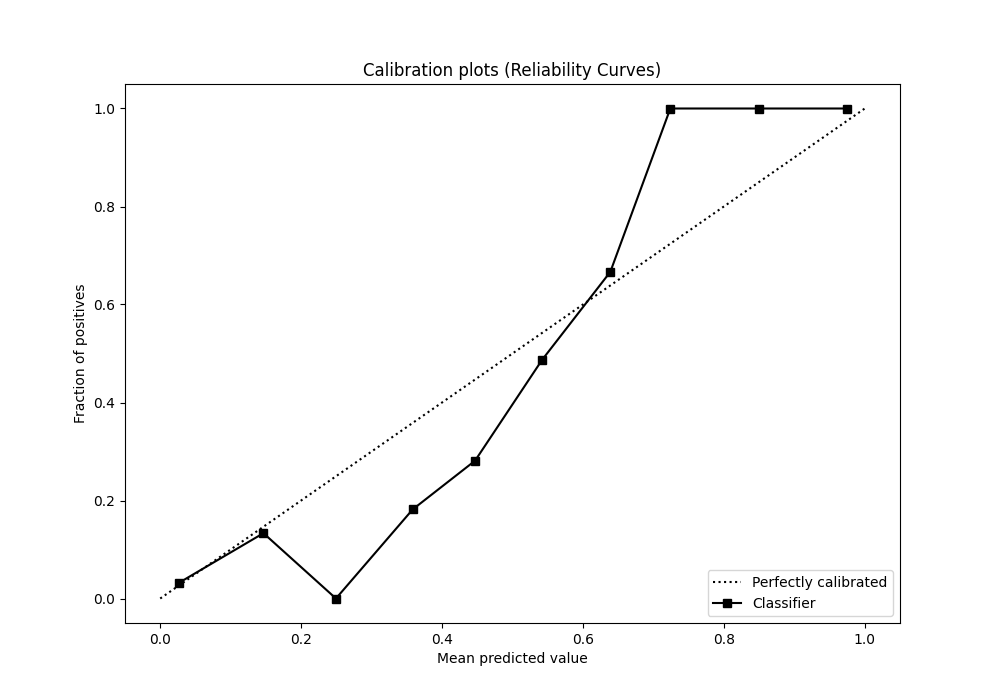 Calibration plots (Reliability Curves)
1.0
0.8
0.6
0.4
0.2
0.0
Fraction of positives
0.0 0.2 0.4 0.6 0.8 1.0
Mean predicted value
Perfectly calibrated
Classifier